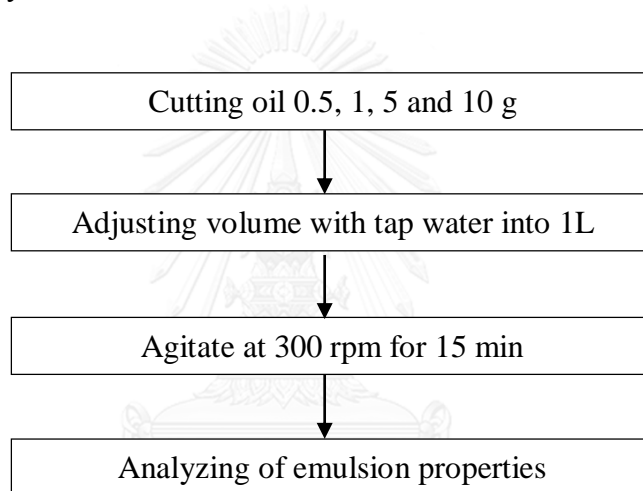 Cutting oil 0.5, 1, 5 and 10 g
Adjusting volume with tap water into 1L
Agitate at 300 rpm for 15 min
Analyzing of emulsion properties